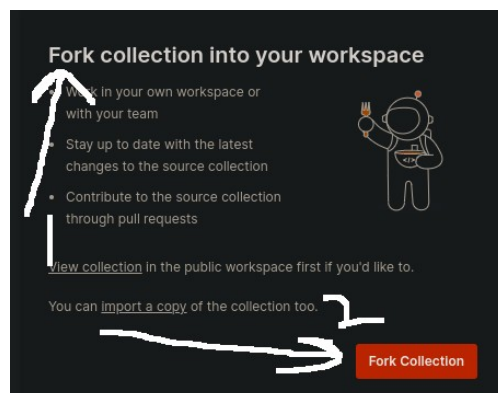 Fork collection into your workspace
• Work in your own workspace or
with your team
• Stay up to date with the latest
changes to the source collection
• Contribute to the source collection
through pull requests
1
View collection in the public workspace first if you'd like to.
You can import a copy of the collection too.
2
</>
Fork Collection